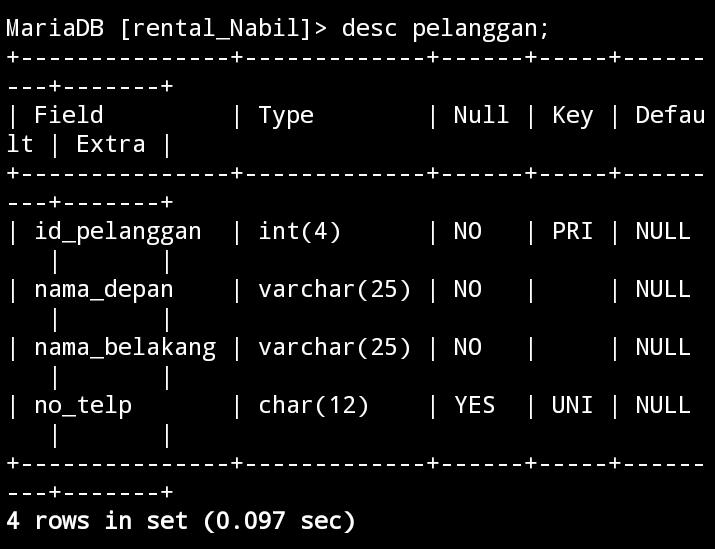 MariaDB [rental_Nabil]> desc pelanggan;
+---------------+-------------+------+-----+------
---+-------+
| Field         | Type        | Null | Key | Defau
lt | Extra |
+---------------+-------------+------+-----+------
---+-------+
| id_pelanggan  | int(4)      | NO   | PRI | NULL
   |       |
| nama_depan    | varchar(25) | NO   |     | NULL
   |       |
| nama_belakang | varchar(25) | NO   |     | NULL
   |       |
| no_telp       | char(12)    | YES  | UNI | NULL
   |       |
+---------------+-------------+------+-----+------
---+-------+
4 rows in set (0.097 sec)